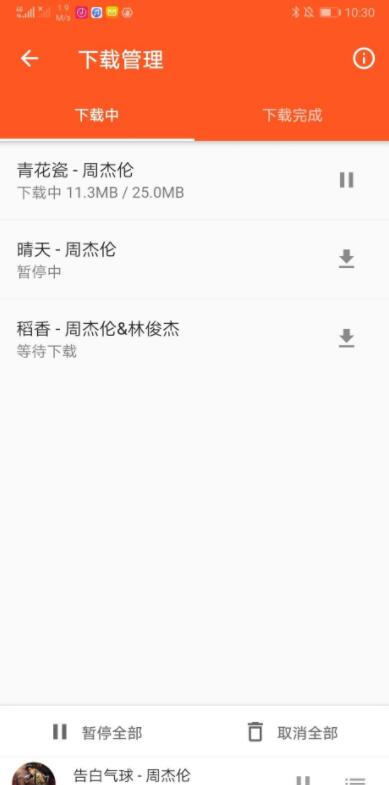 1.9
M/s
10:30
下载管理
下载中
下载完成
青花瓷 - 周杰伦
下载中 11.3MB / 25.0MB
晴天 - 周杰伦
暂停中
稻香 - 周杰伦&林俊杰
等待下载
暂停全部
取消全部
告白气球 - 周杰伦